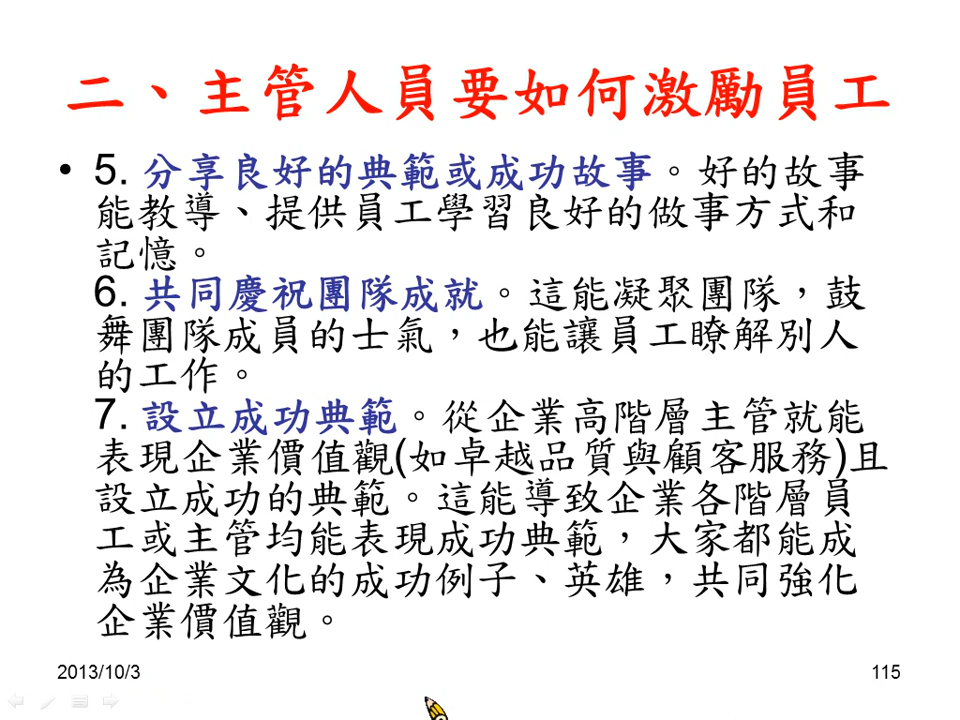 二、主管人員要如何激勵員工
• 5. 分享良好的典範或成功故事。好的故事
能教導、提供員工學習良好的做事方式和
記憶。
6. 共同慶祝團隊成就。這能凝聚團隊，鼓
舞團隊成員的士氣，也能讓員工瞭解別人
的工作。
7. 設立成功典範。從企業高階層主管就能
表現企業價值觀(如卓越品質與顧客服務)且
設立成功的典範。這能導致企業各階層員
工或主管均能表現成功典範，大家都能成
為企業文化的成功例子、英雄，共同強化
企業價值觀。
2013/10/3
115